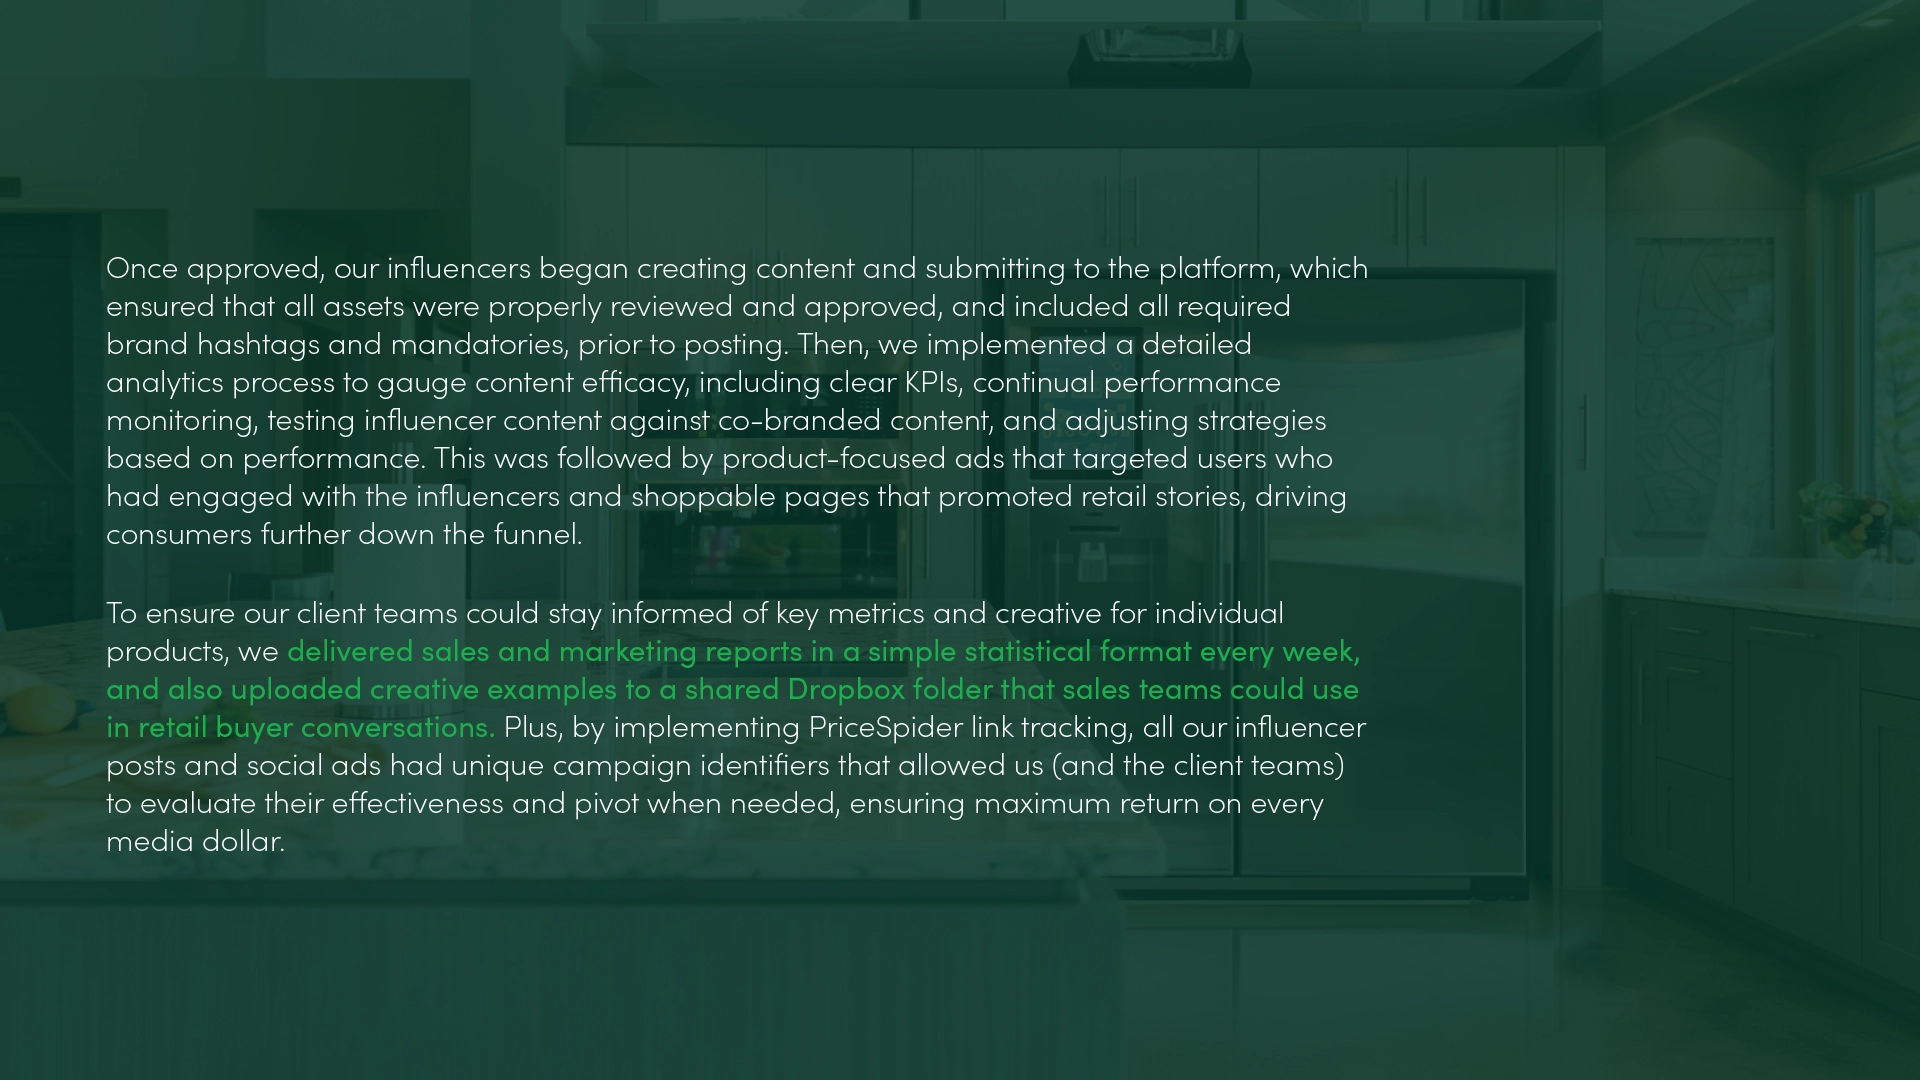 Once approved, our influencers began creating content and submitting to the platform, which
ensured that all assets were properly reviewed and approved, and included all required
brand hashtags and mandatories, prior to posting. Then, we implemented a detailed
analytics process to gauge content efficacy, including clear KPIs, continual performance
monitoring, testing influencer content against co-branded content, and adjusting strategies
based on performance. This was followed by product-focused ads that targeted users who
had engaged with the influencers and shoppable pages that promoted retail stories, driving
consumers further down the funnel.
To ensure our client teams could stay informed of key metrics and creative for individual
products, we delivered sales and marketing reports in a simple statistical format every week,
and also uploaded creative examples to a shared Dropbox folder that sales teams could use
in retail buyer conversations. Plus, by implementing PriceSpider link tracking, all our influencer
posts and social ads had unique campaign identifiers that allowed us (and the client teams)
to evaluate their effectiveness and pivot when needed, ensuring maximum return on every
media dollar.